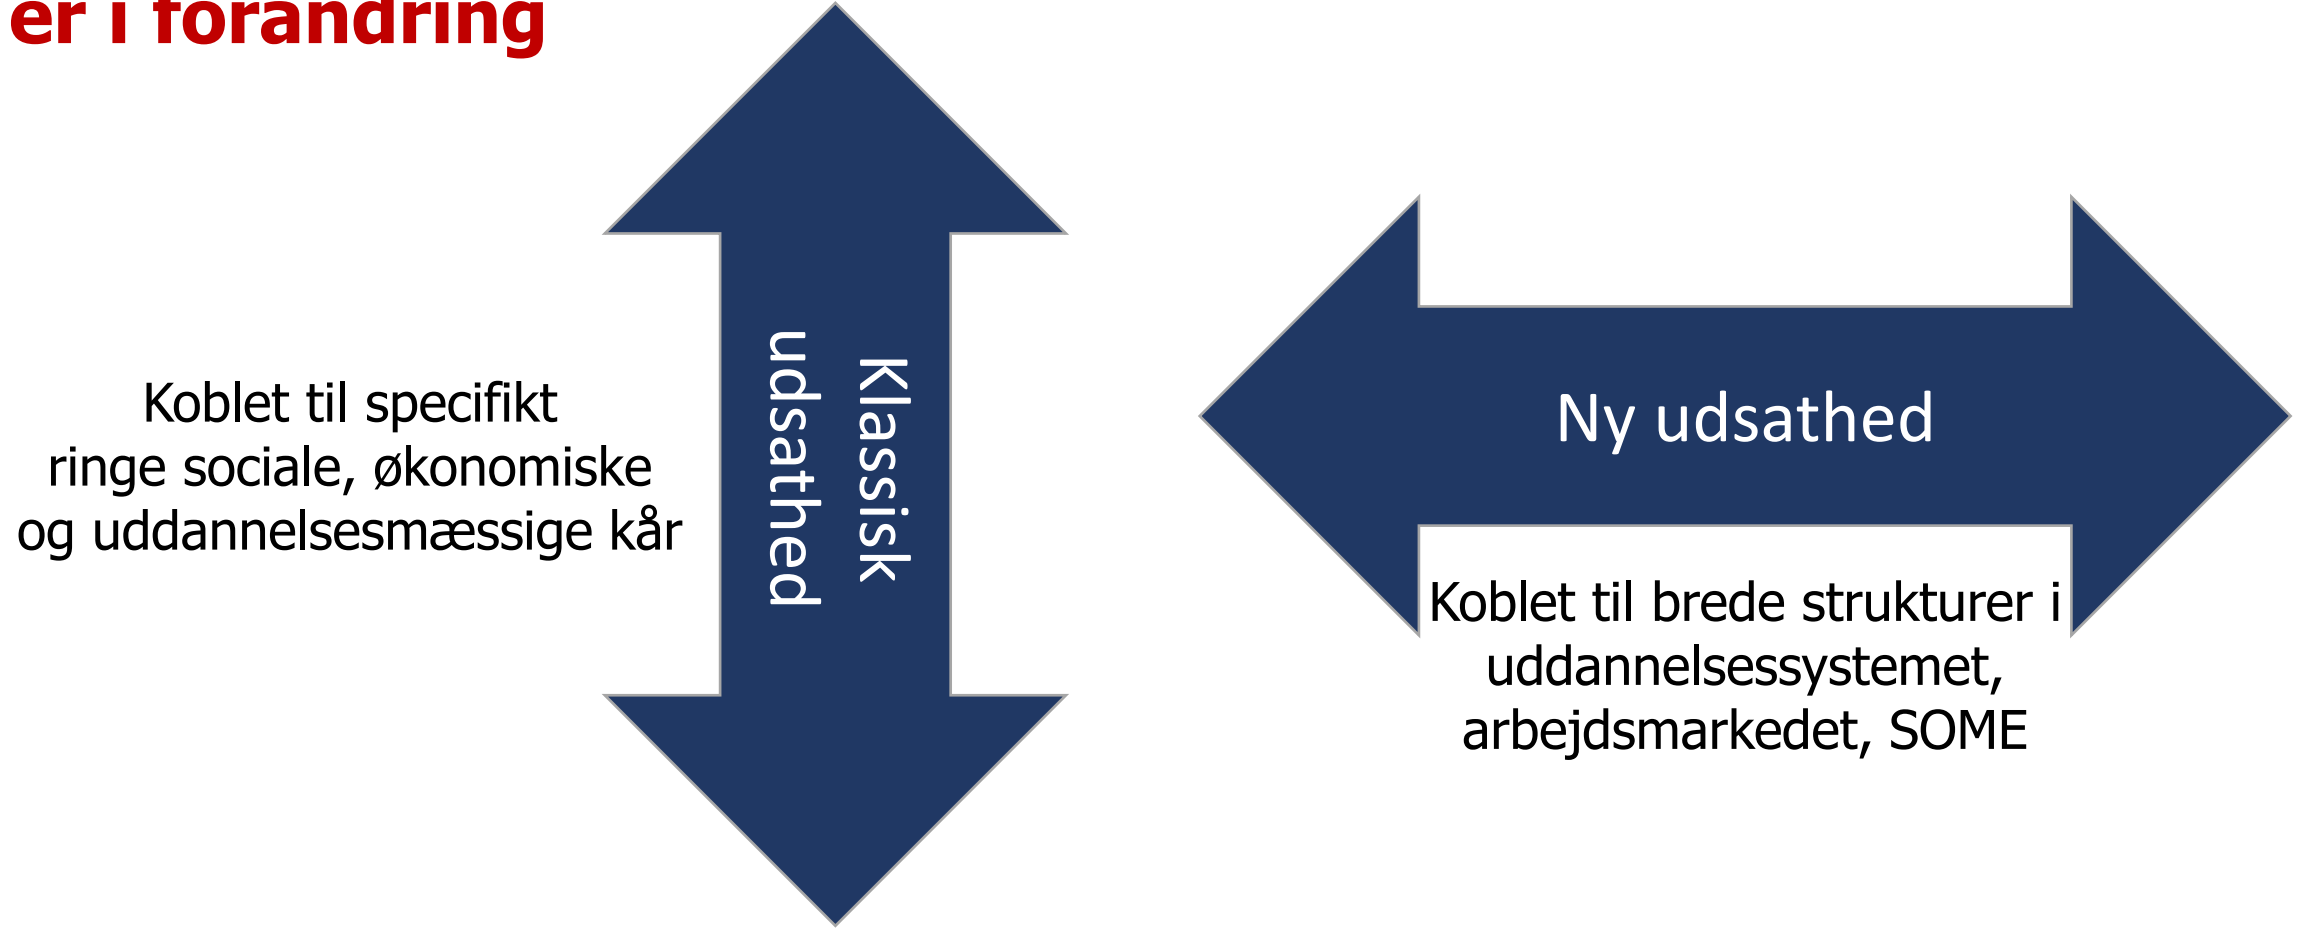 er i forandring
Koblet til specifikt
ringe sociale, økonomiske
og uddannelsesmæssige kår
Klassisk
udsathed
Ny udsathed
Koblet til brede strukturer i
uddannelsessystemet,
arbejdsmarkedet, SOME